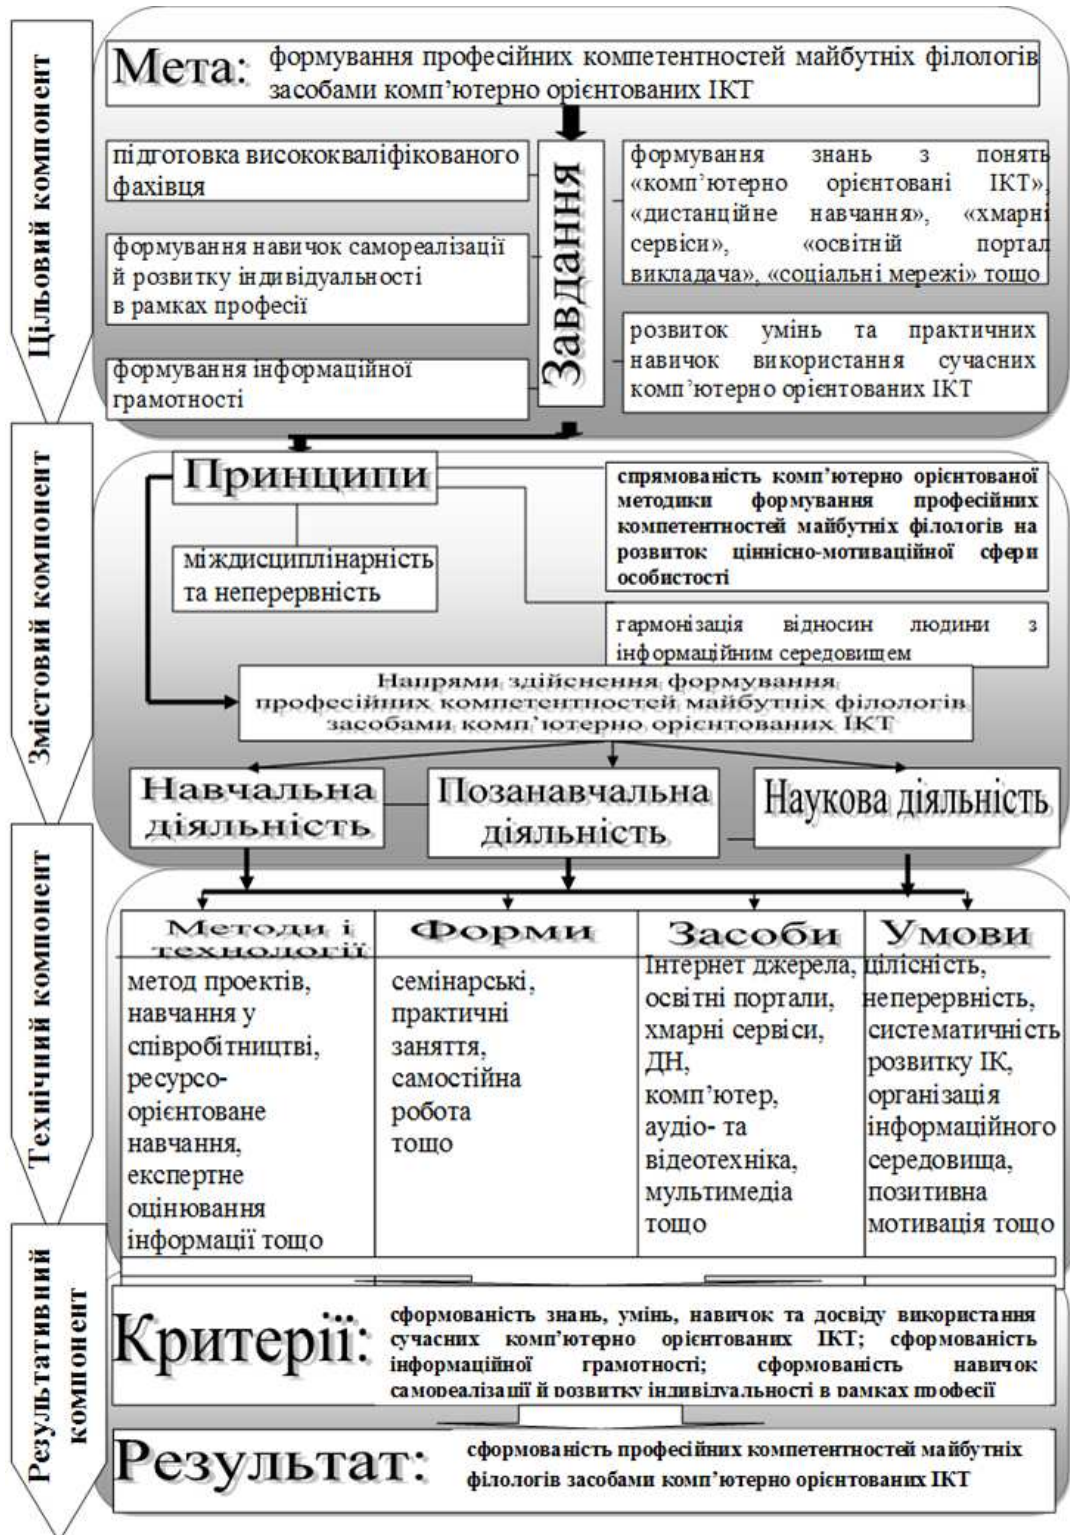 Цільовий компонент
Мета: формування професійних компетентностей майбутніх філологів
засобами комп’ютерно орієнтованих ІКТ
Завдання
підготовка висококваліфікованого
фахівця
формування навичок самореалізації
й розвитку індивідуальності
в рамках професії
формування інформаційної
грамотності
формування знань з понять
«комп’ютерно орієнтовані ІКТ»,
«дистанційне навчання», «хмарні
сервіси», «освітній портал
викладача», «соціальні мережі» тощо
розвиток умінь та практичних
навичок використання сучасних
комп’ютерно орієнтованих ІКТ
Змістовий компонент
Принципи
міждисциплінарність
та неперервність
спрямованість комп’ютерно орієнтованої
методики формування професійних
компетентностей майбутніх філологів на
розвиток ціннісно-мотиваційної сфери
особистості
гармонізація відносин людини з
інформаційним середовищем
Напрями здійснення формування
професійних компетентностей майбутніх філологів
засобами комп’ютерно орієнтованих ІКТ
Навчальна
діяльність
Позанавчальна
діяльність
Наукова діяльність
Технічний компонент
Методи і
технології
метод проектів,
навчання у
співробітництві,
ресурсо-
орієнтоване
навчання,
експертне
оцінювання
інформації тощо
Форми
семінарські,
практичні
заняття,
самостійна
робота
тощо
Засоби
Інтернет джерела,
освітні портали,
хмарні сервіси,
ДН,
комп’ютер,
аудіо- та
відеотехніка,
мультимедіа
тощо
Умови
цілісність,
неперервність,
систематичність
розвитку ІК,
організація
інформаційного
середовища,
позитивна
мотивація тощо
Результативний
компонент
Критерії: сформованість знань, умінь, навичок та досвіду використання
сучасних комп’ютерно орієнтованих ІКТ; сформованість
інформаційної грамотності; сформованість навичок
самореалізації й розвитку індивідуальності в рамках професії
Результат: сформованість професійних компетентностей майбутніх
філологів засобами комп’ютерно орієнтованих ІКТ